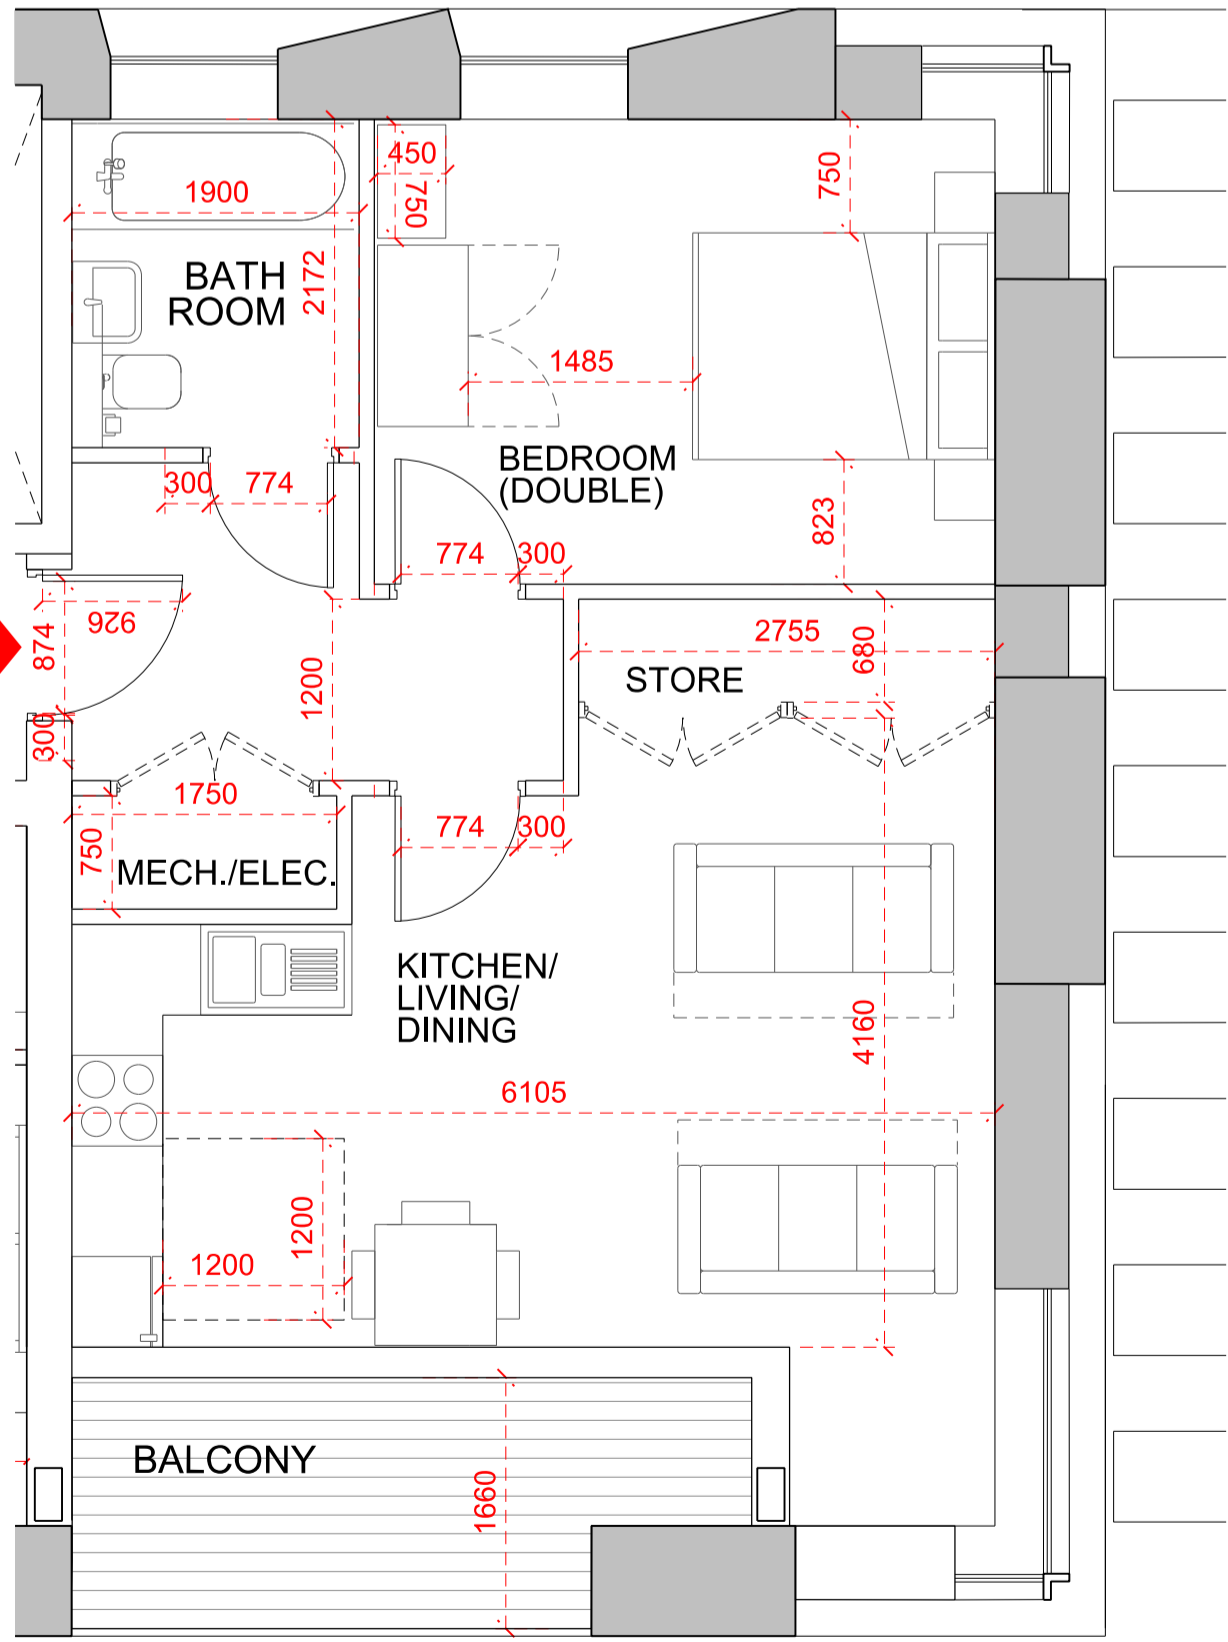 450
750
1900
750
BATH
ROOM
2172
1485
BEDROOM
(DOUBLE)
300
774
823
774
300
926
874
2755
680
1200
STORE
300
1750
774
300
750
MECH./ELEC.
KITCHEN/
LIVING/
DINING
4160
6105
1200
1200
BALCONY
1660